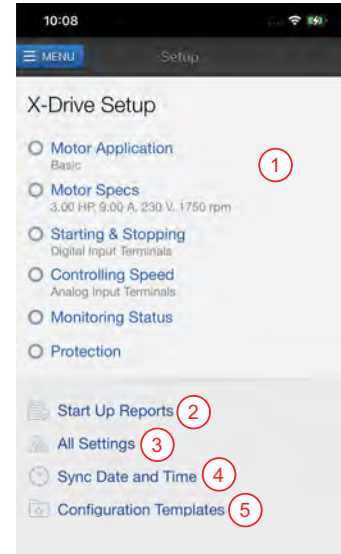 10:08
MENU
Setup
X-Drive Setup
Motor Application
Basic
1
Motor Specs
3.00 HP, 9.00 A, 230 V, 1750 rpm
Starting & Stopping
Digital Input Terminals
Controlling Speed
Analog Input Terminals
Monitoring Status
Protection
Start Up Reports 2
All Settings 3
Sync Date and Time 4
Configuration Templates 5